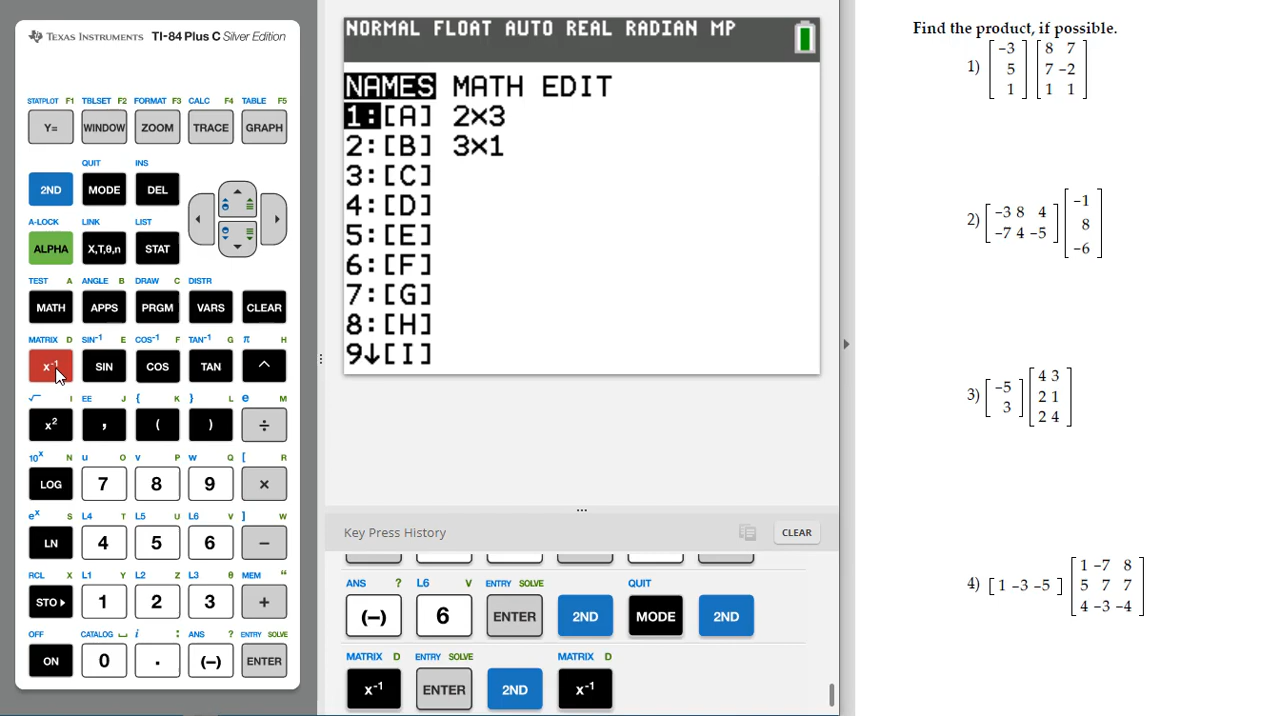 TEXAS INSTRUMENTS TI-84 Plus C Silver Edition
STATPLOT F1 TBLSET F2 FORMAT F3 CALC F4 TABLE F5
Y= WINDOW ZOOM TRACE GRAPH
QUIT INS
2ND MODE DEL
A-LOCK LINK LIST
ALPHA X,T,θ,n STAT
TEST A ANGLE B DRAW C DISTR
MATH APPS PRGM VARS CLEAR
MATRIX D SIN⁻¹ E COS⁻¹ F TAN⁻¹ G π H
x⁻¹ SIN COS TAN ^
√ I EE J { K } L e M
x² , ( ) ÷
10ˣ N u O v P w Q [ R
LOG 7 8 9 ×
eˣ S L4 T L5 U L6 V ] W
LN 4 5 6 −
RCL X L1 Y L2 Z L3 θ MEM “
STO▸ 1 2 3 +
OFF CATALOG ⎵ i : ANS ? ENTRY SOLVE
ON 0 . (−) ENTER
NORMAL FLOAT AUTO REAL RADIAN MP
NAMES MATH EDIT
1:[A] 2×3
2:[B] 3×1
3:[C]
4:[D]
5:[E]
6:[F]
7:[G]
8:[H]
9↓[I]
Key Press History CLEAR
ANS ? L6 V ENTRY SOLVE QUIT
(−) 6 ENTER 2ND MODE 2ND
MATRIX D ENTRY SOLVE MATRIX D
x⁻¹ ENTER 2ND x⁻¹
Find the product, if possible.
−3 8 7
1) 5 7 −2
1 1 1
−1
2) −3 8 4 8
−7 4 −5 −6
4 3
3) −5 2 1
3 2 4
1 −7 8
4) [ 1 −3 −5 ] 5 7 7
4 −3 −4